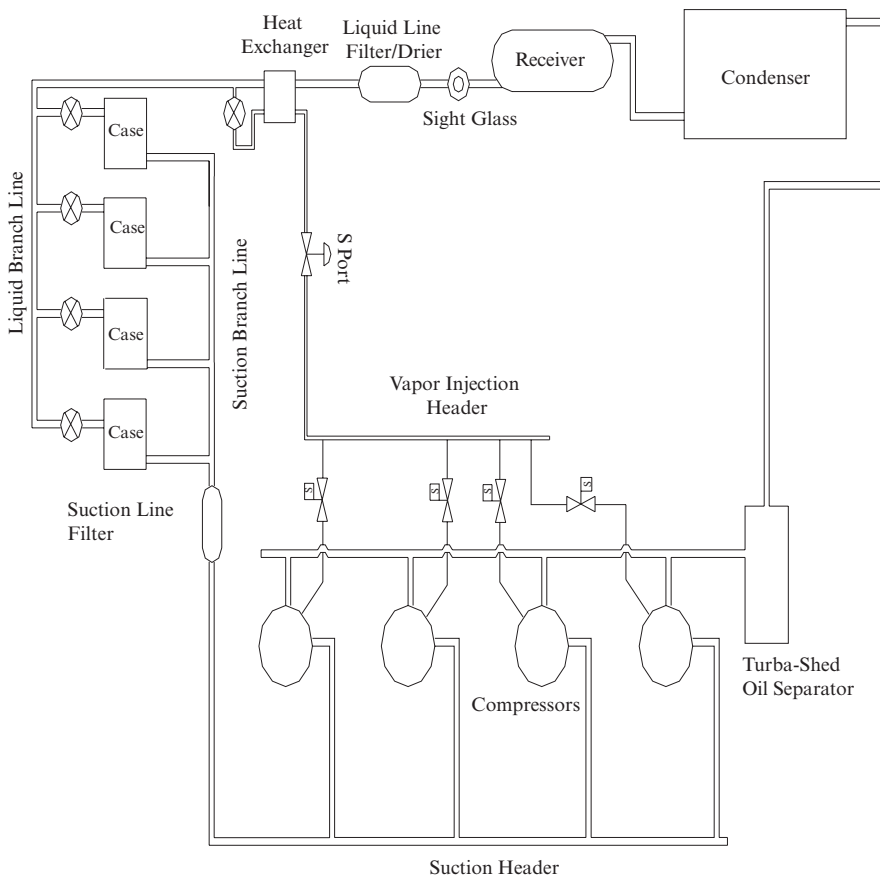 Heat
Exchanger
Liquid Line
Filter/Drier
Receiver
Condenser
Sight Glass
Case
Case
Case
Case
Liquid Branch Line
Suction Branch Line
S Port
Vapor Injection
Header
Suction Line
Filter
S
S
S
S
Compressors
Turba-Shed
Oil Separator
Suction Header